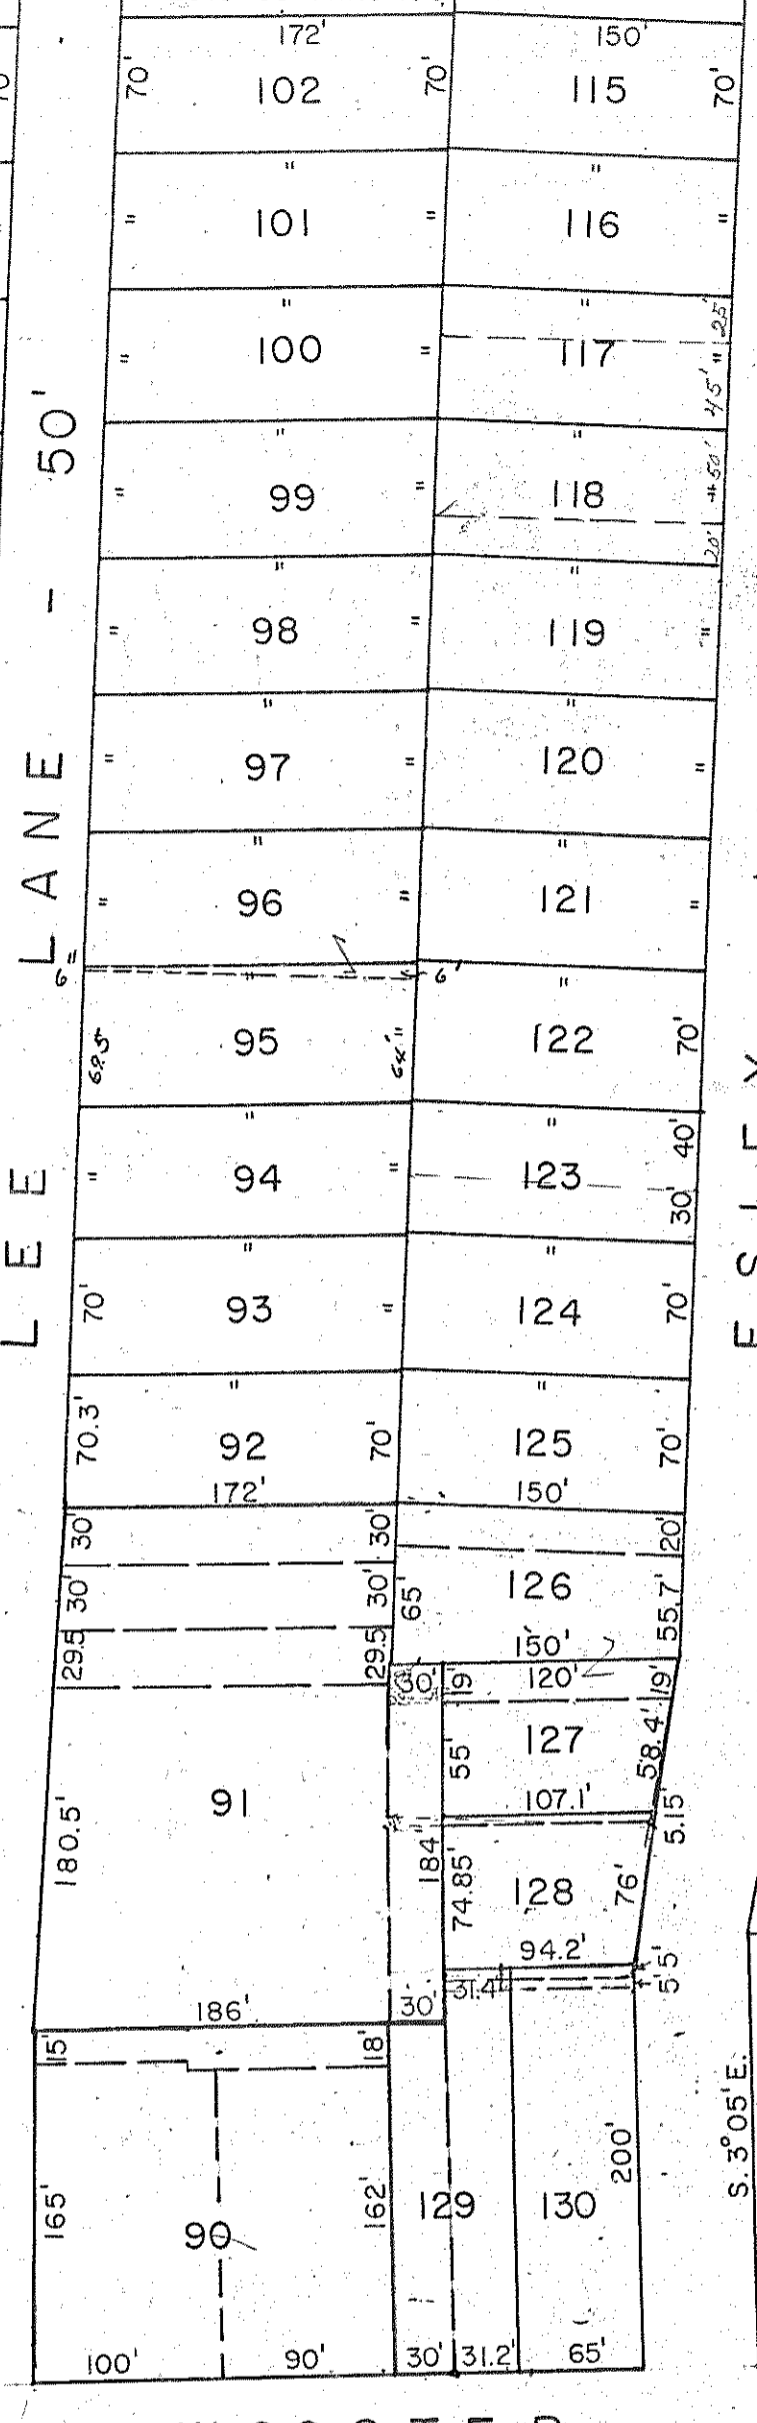 172' 150'
70' 102 70' 115 70'
" "
" 101 " 116 "
" " 25'
" 100 " 117 " 45'
" " 50'
" 99 " 118 "
20'
" "
" 98 " 119 "
" "
" 97 " 120 "
" "
" 96 " 121 "
6" " 6' "
69.5 95 64' " 122 70'
" " 40'
" 94 " 123 30'
" "
70' 93 " 124 70'
" "
70.3' 92 70' 125 70'
172' 150'
30' 30' 20'
30' 30' 65' 126 55.7'
29.5 29.5 150'
30' 19' 120' 19'
127 58.4'
55'
91 107.1' 5.15'
180.5' 184' 74.85' 128 76'
94.2' 5'
186' 30' 31.4' 5'
15' 18'
165' 90 162' 129 130 200'
100' 90' 30' 31.2' 65'
LEE LANE - 50'
S. 3°05' E.